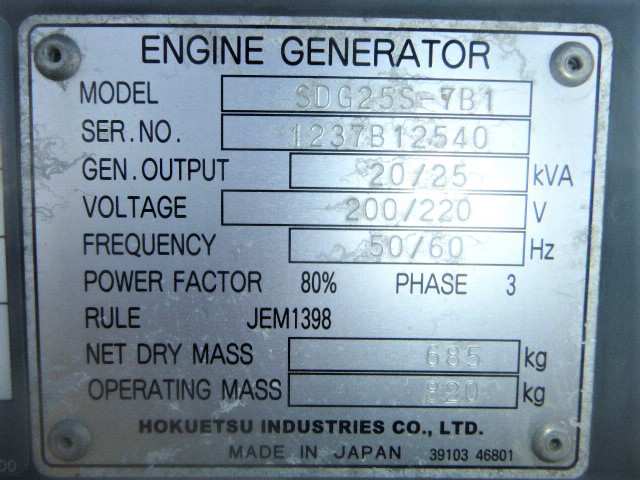 ENGINE GENERATOR
MODEL SDG25S-7B1
SER.NO. 1237B12540
GEN.OUTPUT 20/25 kVA
VOLTAGE 200/220 V
FREQUENCY 50/60 Hz
POWER FACTOR 80% PHASE 3
RULE JEM1398
NET DRY MASS 685 kg
OPERATING MASS 820 kg
HOKUETSU INDUSTRIES CO., LTD.
MADE IN JAPAN 39103 46801